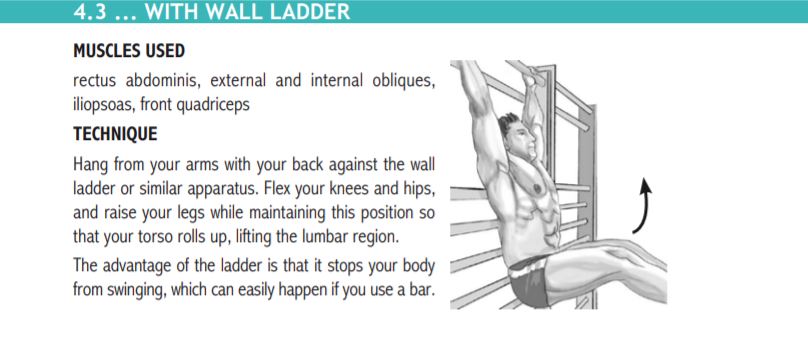 4.3 ... WITH WALL LADDER
MUSCLES USED
rectus abdominis, external and internal obliques,
iliopsoas, front quadriceps
TECHNIQUE
Hang from your arms with your back against the wall
ladder or similar apparatus. Flex your knees and hips,
and raise your legs while maintaining this position so
that your torso rolls up, lifting the lumbar region.
The advantage of the ladder is that it stops your body
from swinging, which can easily happen if you use a bar.